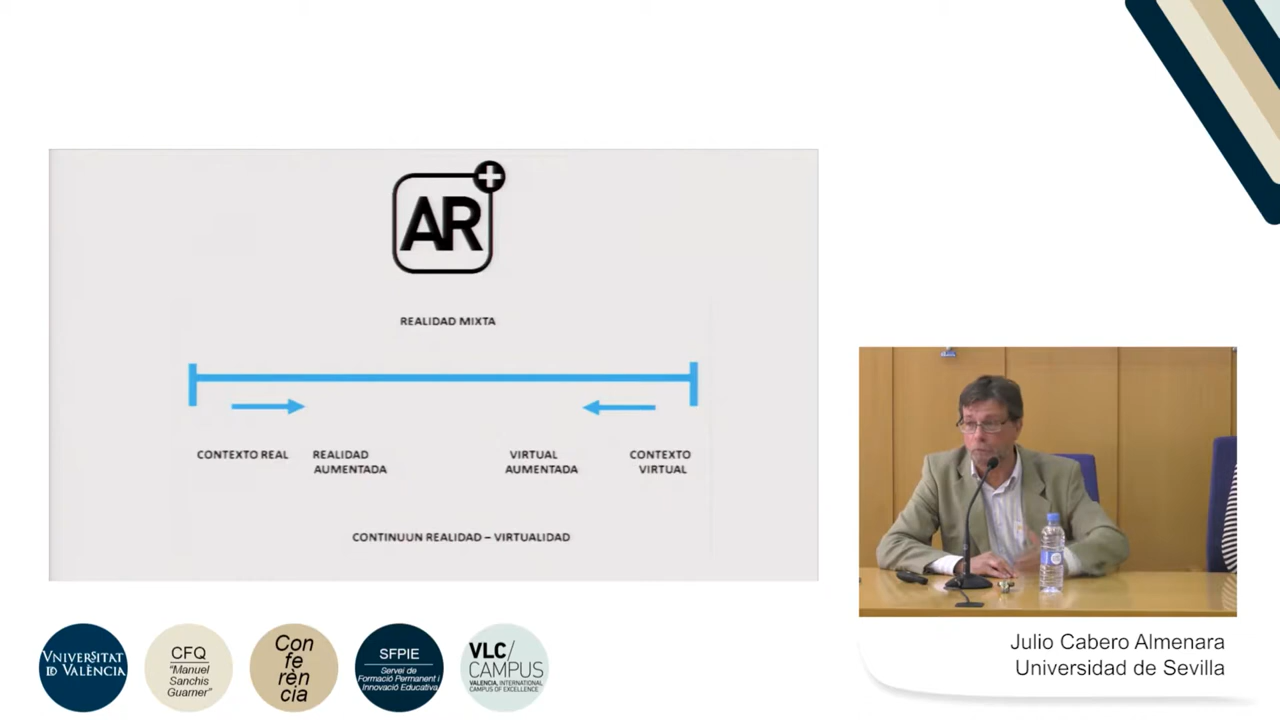 AR
REALIDAD MIXTA
CONTEXTO REAL
REALIDAD
AUMENTADA
VIRTUAL
AUMENTADA
CONTEXTO
VIRTUAL
CONTINUUN REALIDAD – VIRTUALIDAD
Julio Cabero Almenara
Universidad de Sevilla
VNIVERSITAT
ID VALÈNCIA
CFQ
"Manuel
Sanchis
Guarner"
Con
fe
rèn
cia
SFPIE
Servei de
Formació Permanent i
Innovació Educativa
VLC/
CAMPUS
VALENCIA, INTERNATIONAL
CAMPUS OF EXCELLENCE